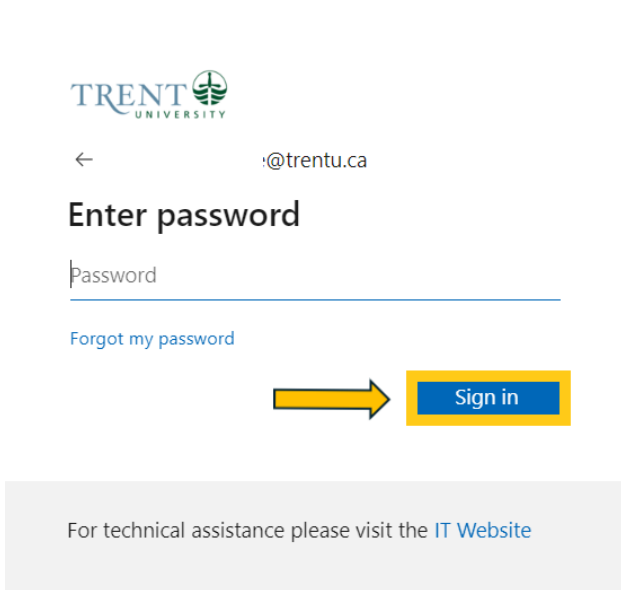 TRENT
UNIVERSITY
@trentu.ca
Enter password
Password
Forgot my password
Sign in
For technical assistance please visit the IT Website